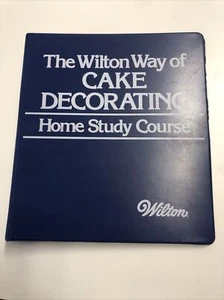 The Wilton Way of
CAKE
DECORATING
Home Study Course
Wilton